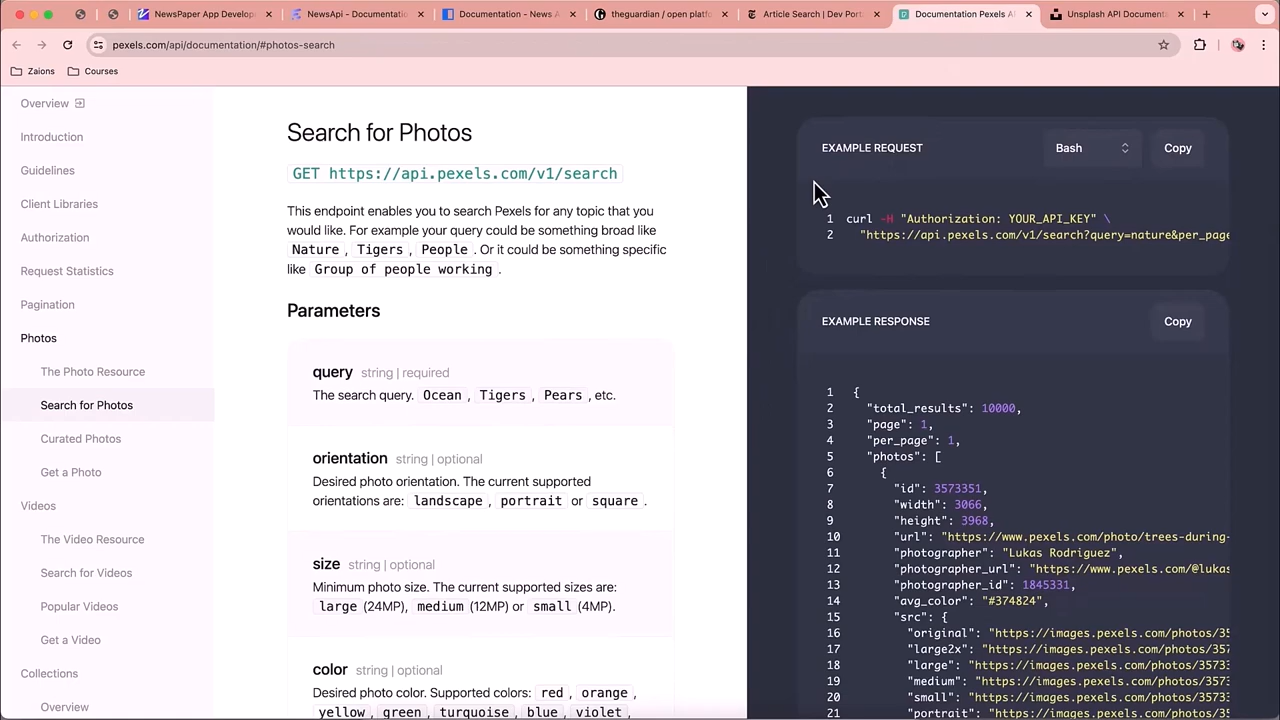 NewsPaper App Develop
NewsApi - Documentatio
Documentation - News A
theguardian / open platf
Article Search | Dev Port
Documentation Pexels A
Unsplash API Documenta
pexels.com/api/documentation/#photos-search
Zaions
Courses
Overview
Introduction
Guidelines
Client Libraries
Authorization
Request Statistics
Pagination
Photos
The Photo Resource
Search for Photos
Curated Photos
Get a Photo
Videos
The Video Resource
Search for Videos
Popular Videos
Get a Video
Collections
Overview
Search for Photos
GET https://api.pexels.com/v1/search
This endpoint enables you to search Pexels for any topic that you
would like. For example your query could be something broad like
Nature , Tigers , People . Or it could be something specific
like Group of people working .
Parameters
query string | required
The search query. Ocean , Tigers , Pears , etc.
orientation string | optional
Desired photo orientation. The current supported
orientations are: landscape , portrait or square .
size string | optional
Minimum photo size. The current supported sizes are:
large (24MP), medium (12MP) or small (4MP).
color string | optional
Desired photo color. Supported colors: red , orange ,
yellow , green , turquoise , blue , violet ,
EXAMPLE REQUEST
Bash
Copy
1 curl -H "Authorization: YOUR_API_KEY" \
2 "https://api.pexels.com/v1/search?query=nature&per_page
EXAMPLE RESPONSE
Copy
1 {
2 "total_results": 10000,
3 "page": 1,
4 "per_page": 1,
5 "photos": [
6 {
7 "id": 3573351,
8 "width": 3066,
9 "height": 3968,
10 "url": "https://www.pexels.com/photo/trees-during-
11 "photographer": "Lukas Rodriguez",
12 "photographer_url": "https://www.pexels.com/@lukas
13 "photographer_id": 1845331,
14 "avg_color": "#374824",
15 "src": {
16 "original": "https://images.pexels.com/photos/35
17 "large2x": "https://images.pexels.com/photos/357
18 "large": "https://images.pexels.com/photos/35733
19 "medium": "https://images.pexels.com/photos/3573
20 "small": "https://images.pexels.com/photos/35733
21 "portrait": "https://images.pexels.com/photos/35